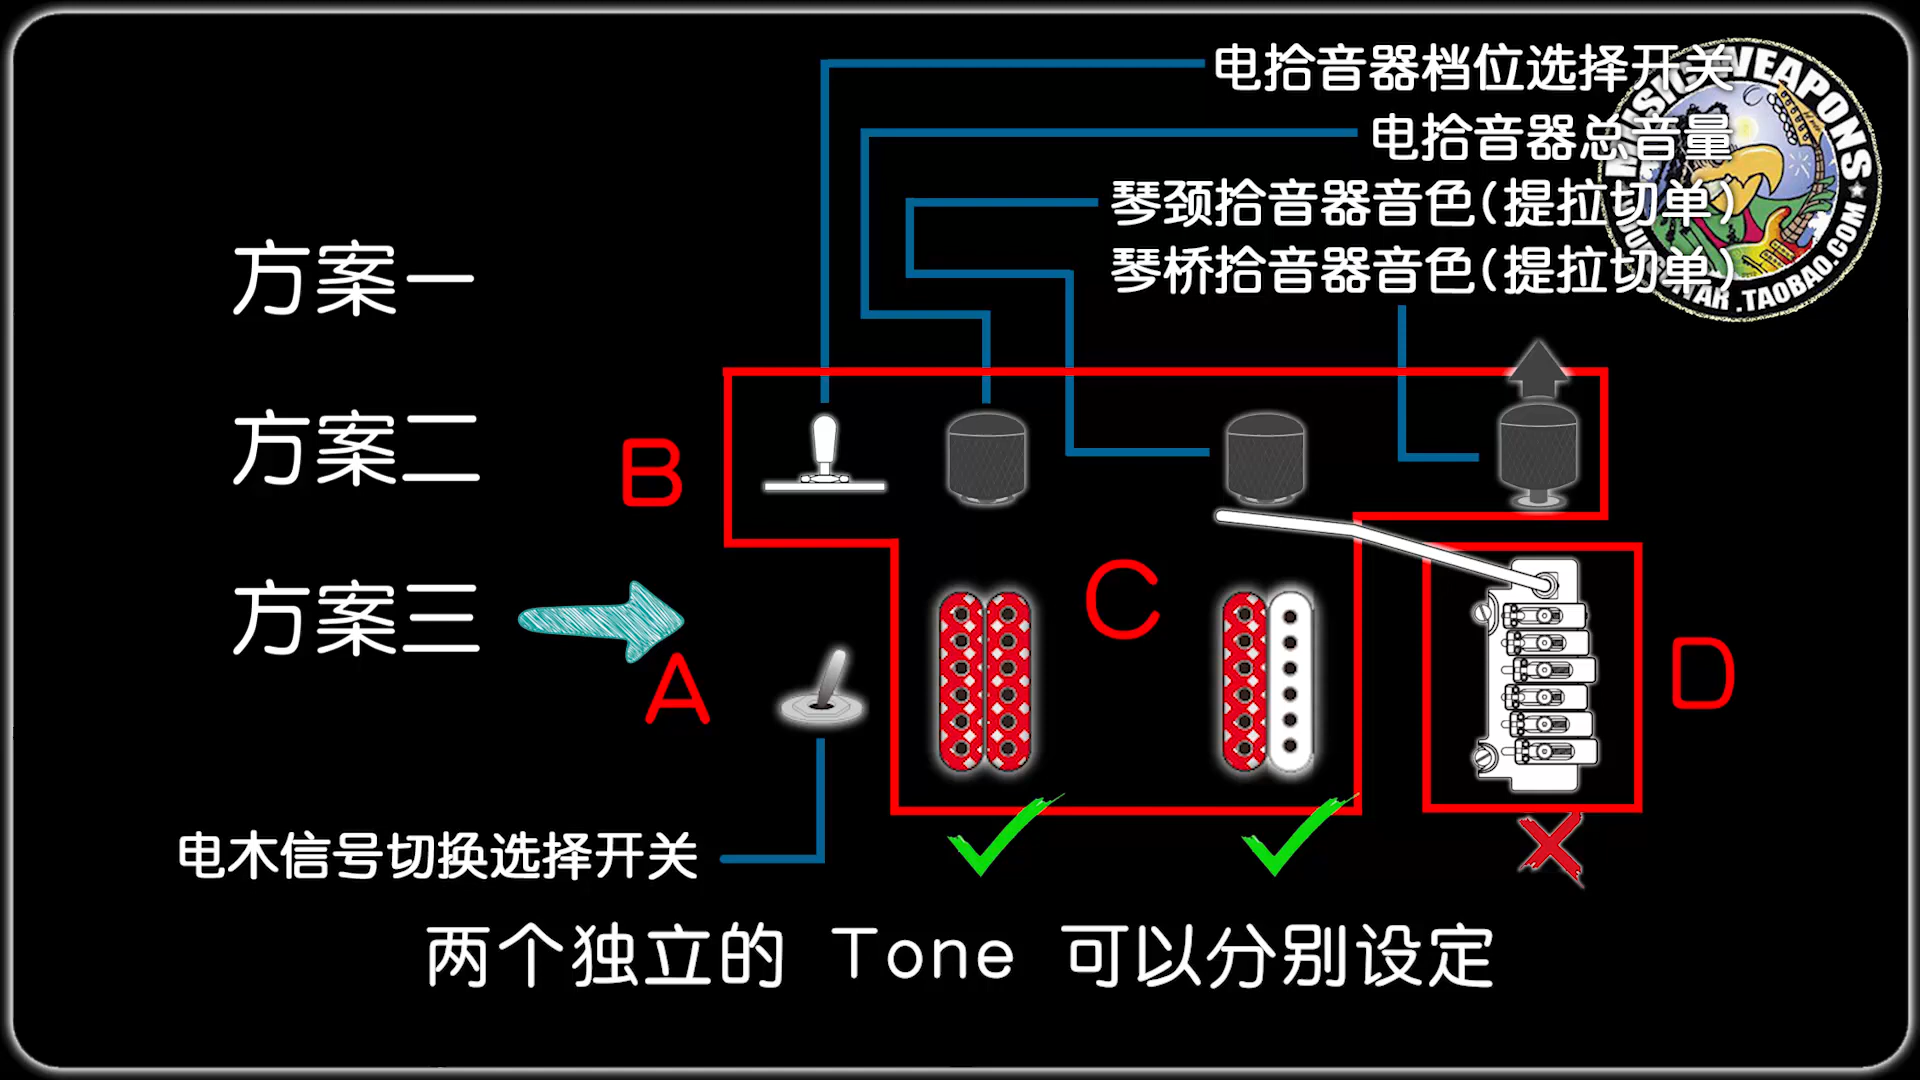 电拾音器档位选择开关
电拾音器总音量
琴颈拾音器音色(提拉切单)
琴桥拾音器音色(提拉切单)
方案一
方案二
方案三
B
A
C
D
电木信号切换选择开关
两个独立的 Tone 可以分别设定
WEAPONS
.TAOBAO.COM